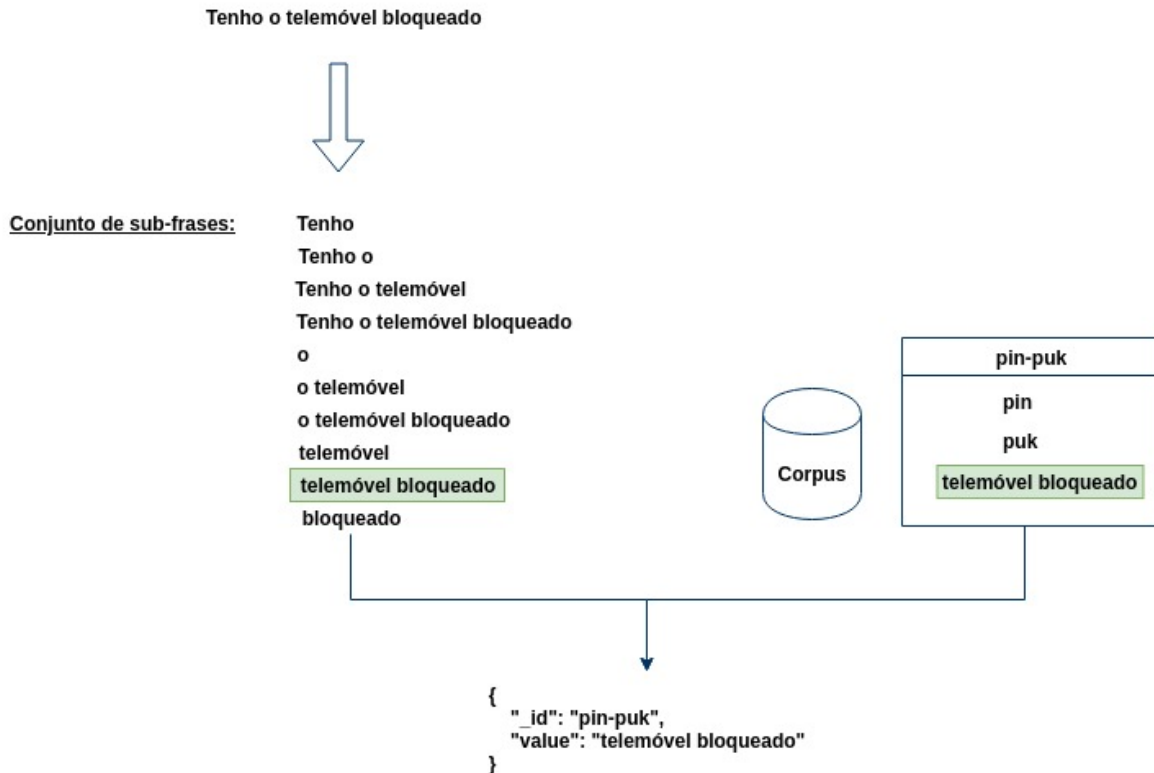 Tenho o telemóvel bloqueado
Conjunto de sub-frases:
Tenho
Tenho o
Tenho o telemóvel
Tenho o telemóvel bloqueado
o
o telemóvel
o telemóvel bloqueado
telemóvel
telemóvel bloqueado
bloqueado
Corpus
pin-puk
pin
puk
telemóvel bloqueado
{
"_id": "pin-puk",
"value": "telemóvel bloqueado"
}